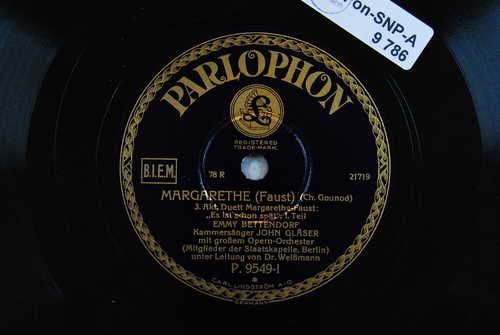 on-SNP-A
9 786
PARLOPHON
REGISTERED
TRADE-MARK
B.I.E.M.
78 R
21719
MARGARETHE (Faust) (Ch. Gounod)
3. Akt. Duett Margarethe-Faust:
„Es ist schon spät“ 1. Teil
EMMY BETTENDORF
Kammersänger JOHN GLÄSER
mit großem Opern-Orchester
(Mitglieder der Staatskapelle, Berlin)
unter Leitung von Dr. Weißmann
P. 9549-I
CARL LINDSTRÖM A-G.
GERMANY